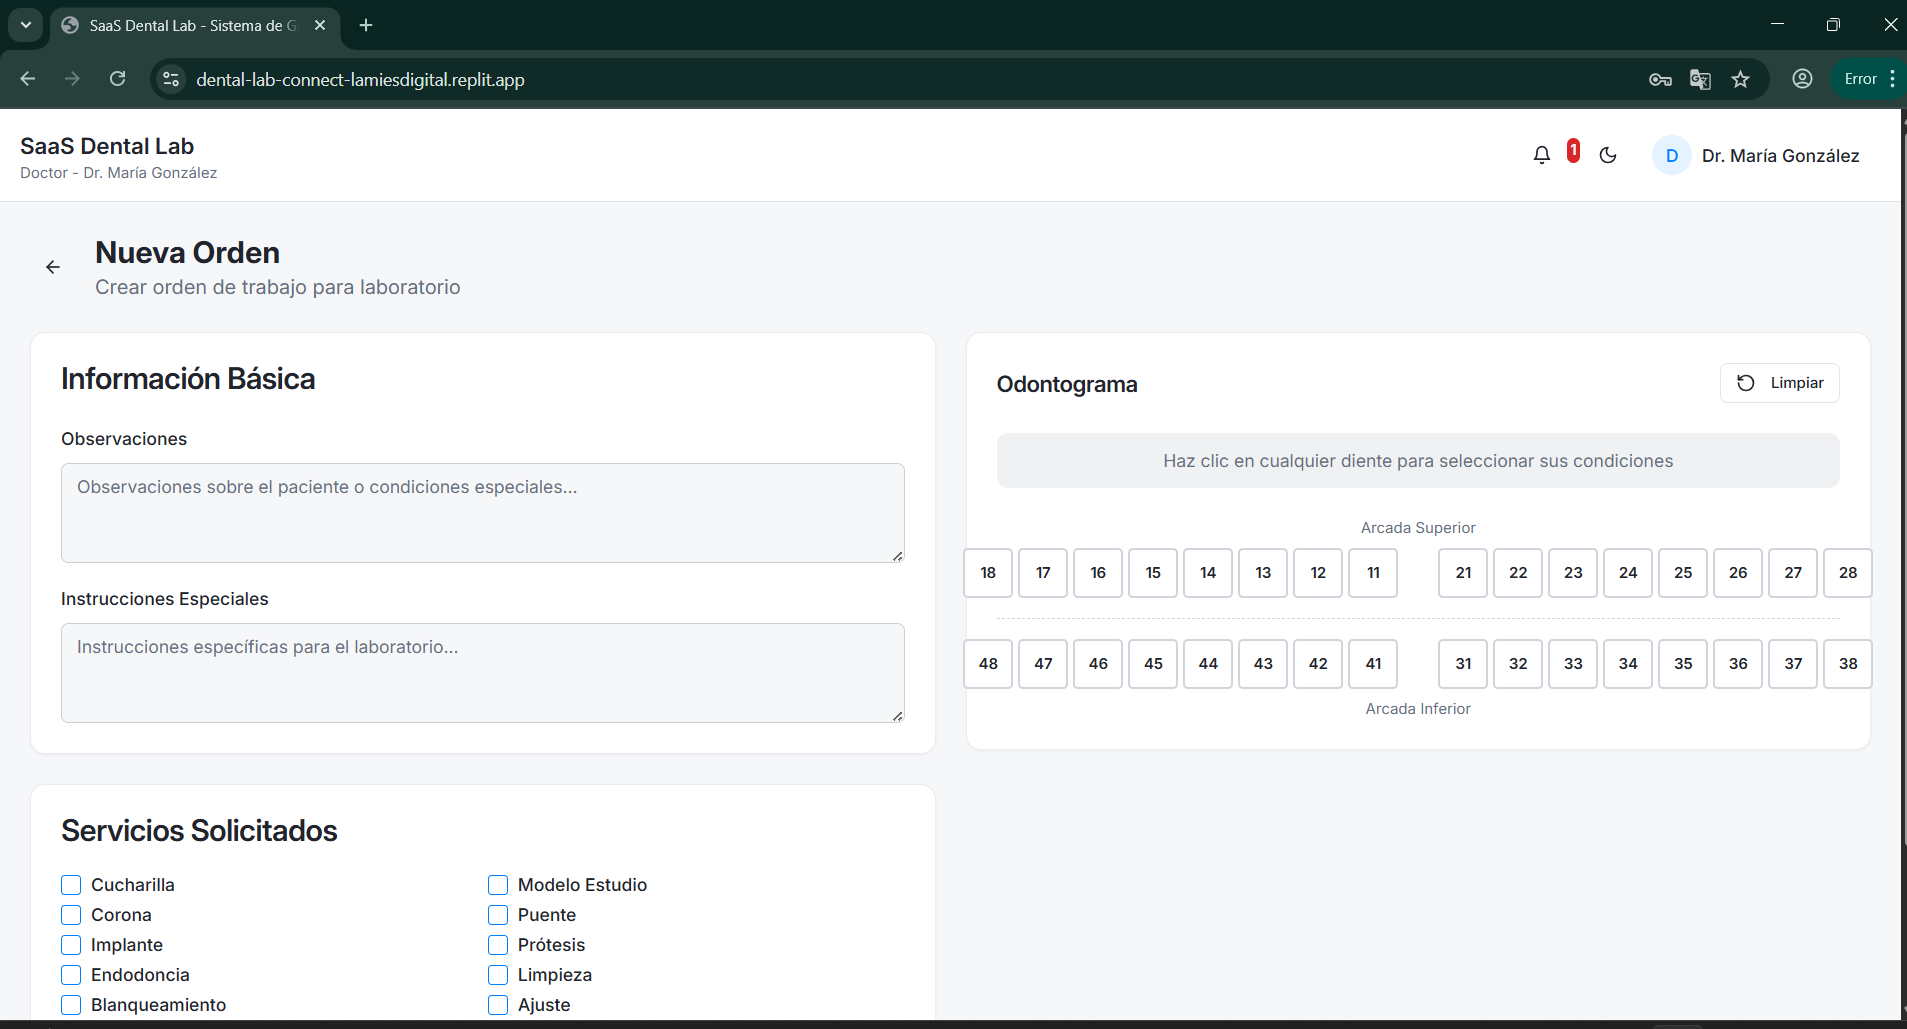 SaaS Dental Lab - Sistema de G
dental-lab-connect-lamiesdigital.replit.app
Error
SaaS Dental Lab
Doctor - Dr. María González
1
D
Dr. María González
Nueva Orden
Crear orden de trabajo para laboratorio
Información Básica
Observaciones
Observaciones sobre el paciente o condiciones especiales...
Instrucciones Especiales
Instrucciones específicas para el laboratorio...
Odontograma
Limpiar
Haz clic en cualquier diente para seleccionar sus condiciones
Arcada Superior
18 17 16 15 14 13 12 11 21 22 23 24 25 26 27 28
48 47 46 45 44 43 42 41 31 32 33 34 35 36 37 38
Arcada Inferior
Servicios Solicitados
Cucharilla
Modelo Estudio
Corona
Puente
Implante
Prótesis
Endodoncia
Limpieza
Blanqueamiento
Ajuste